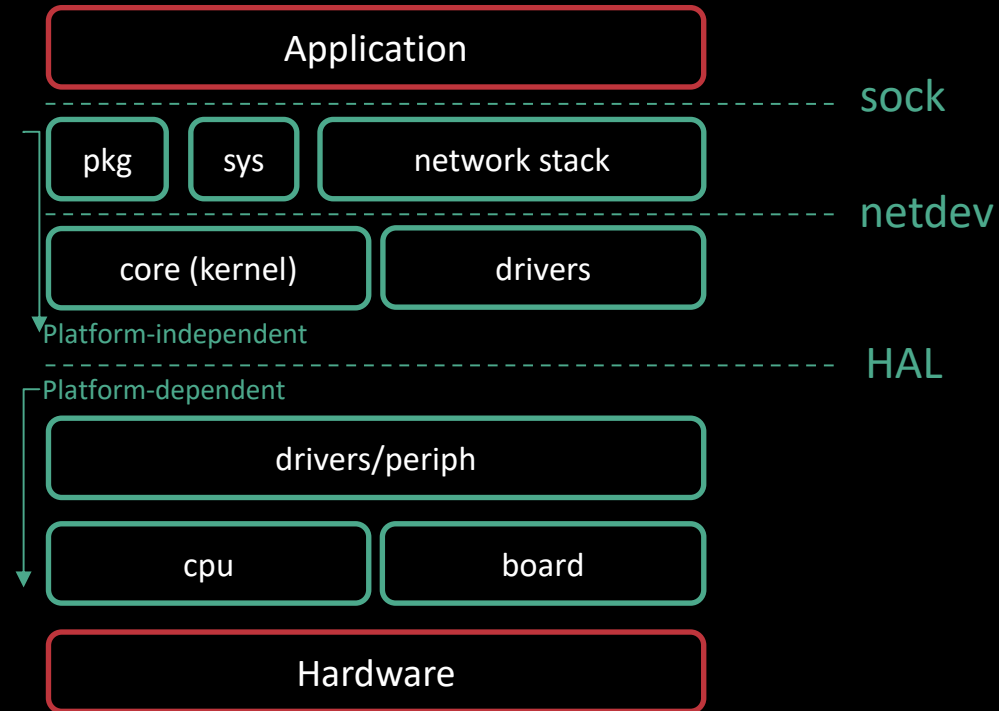 Application
sock
pkg
sys
network stack
netdev
core (kernel)
drivers
Platform-independent
HAL
Platform-dependent
drivers/periph
cpu
board
Hardware